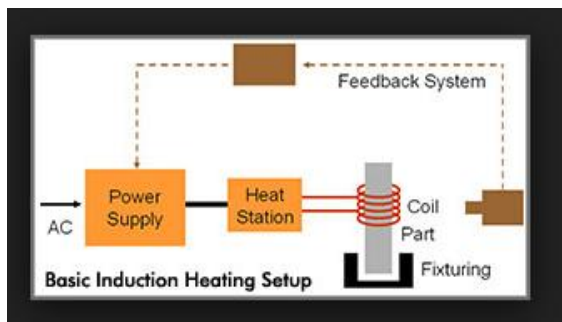 Feedback System
Power
Supply
Heat
Station
AC
Coil
Part
Fixturing
Basic Induction Heating Setup